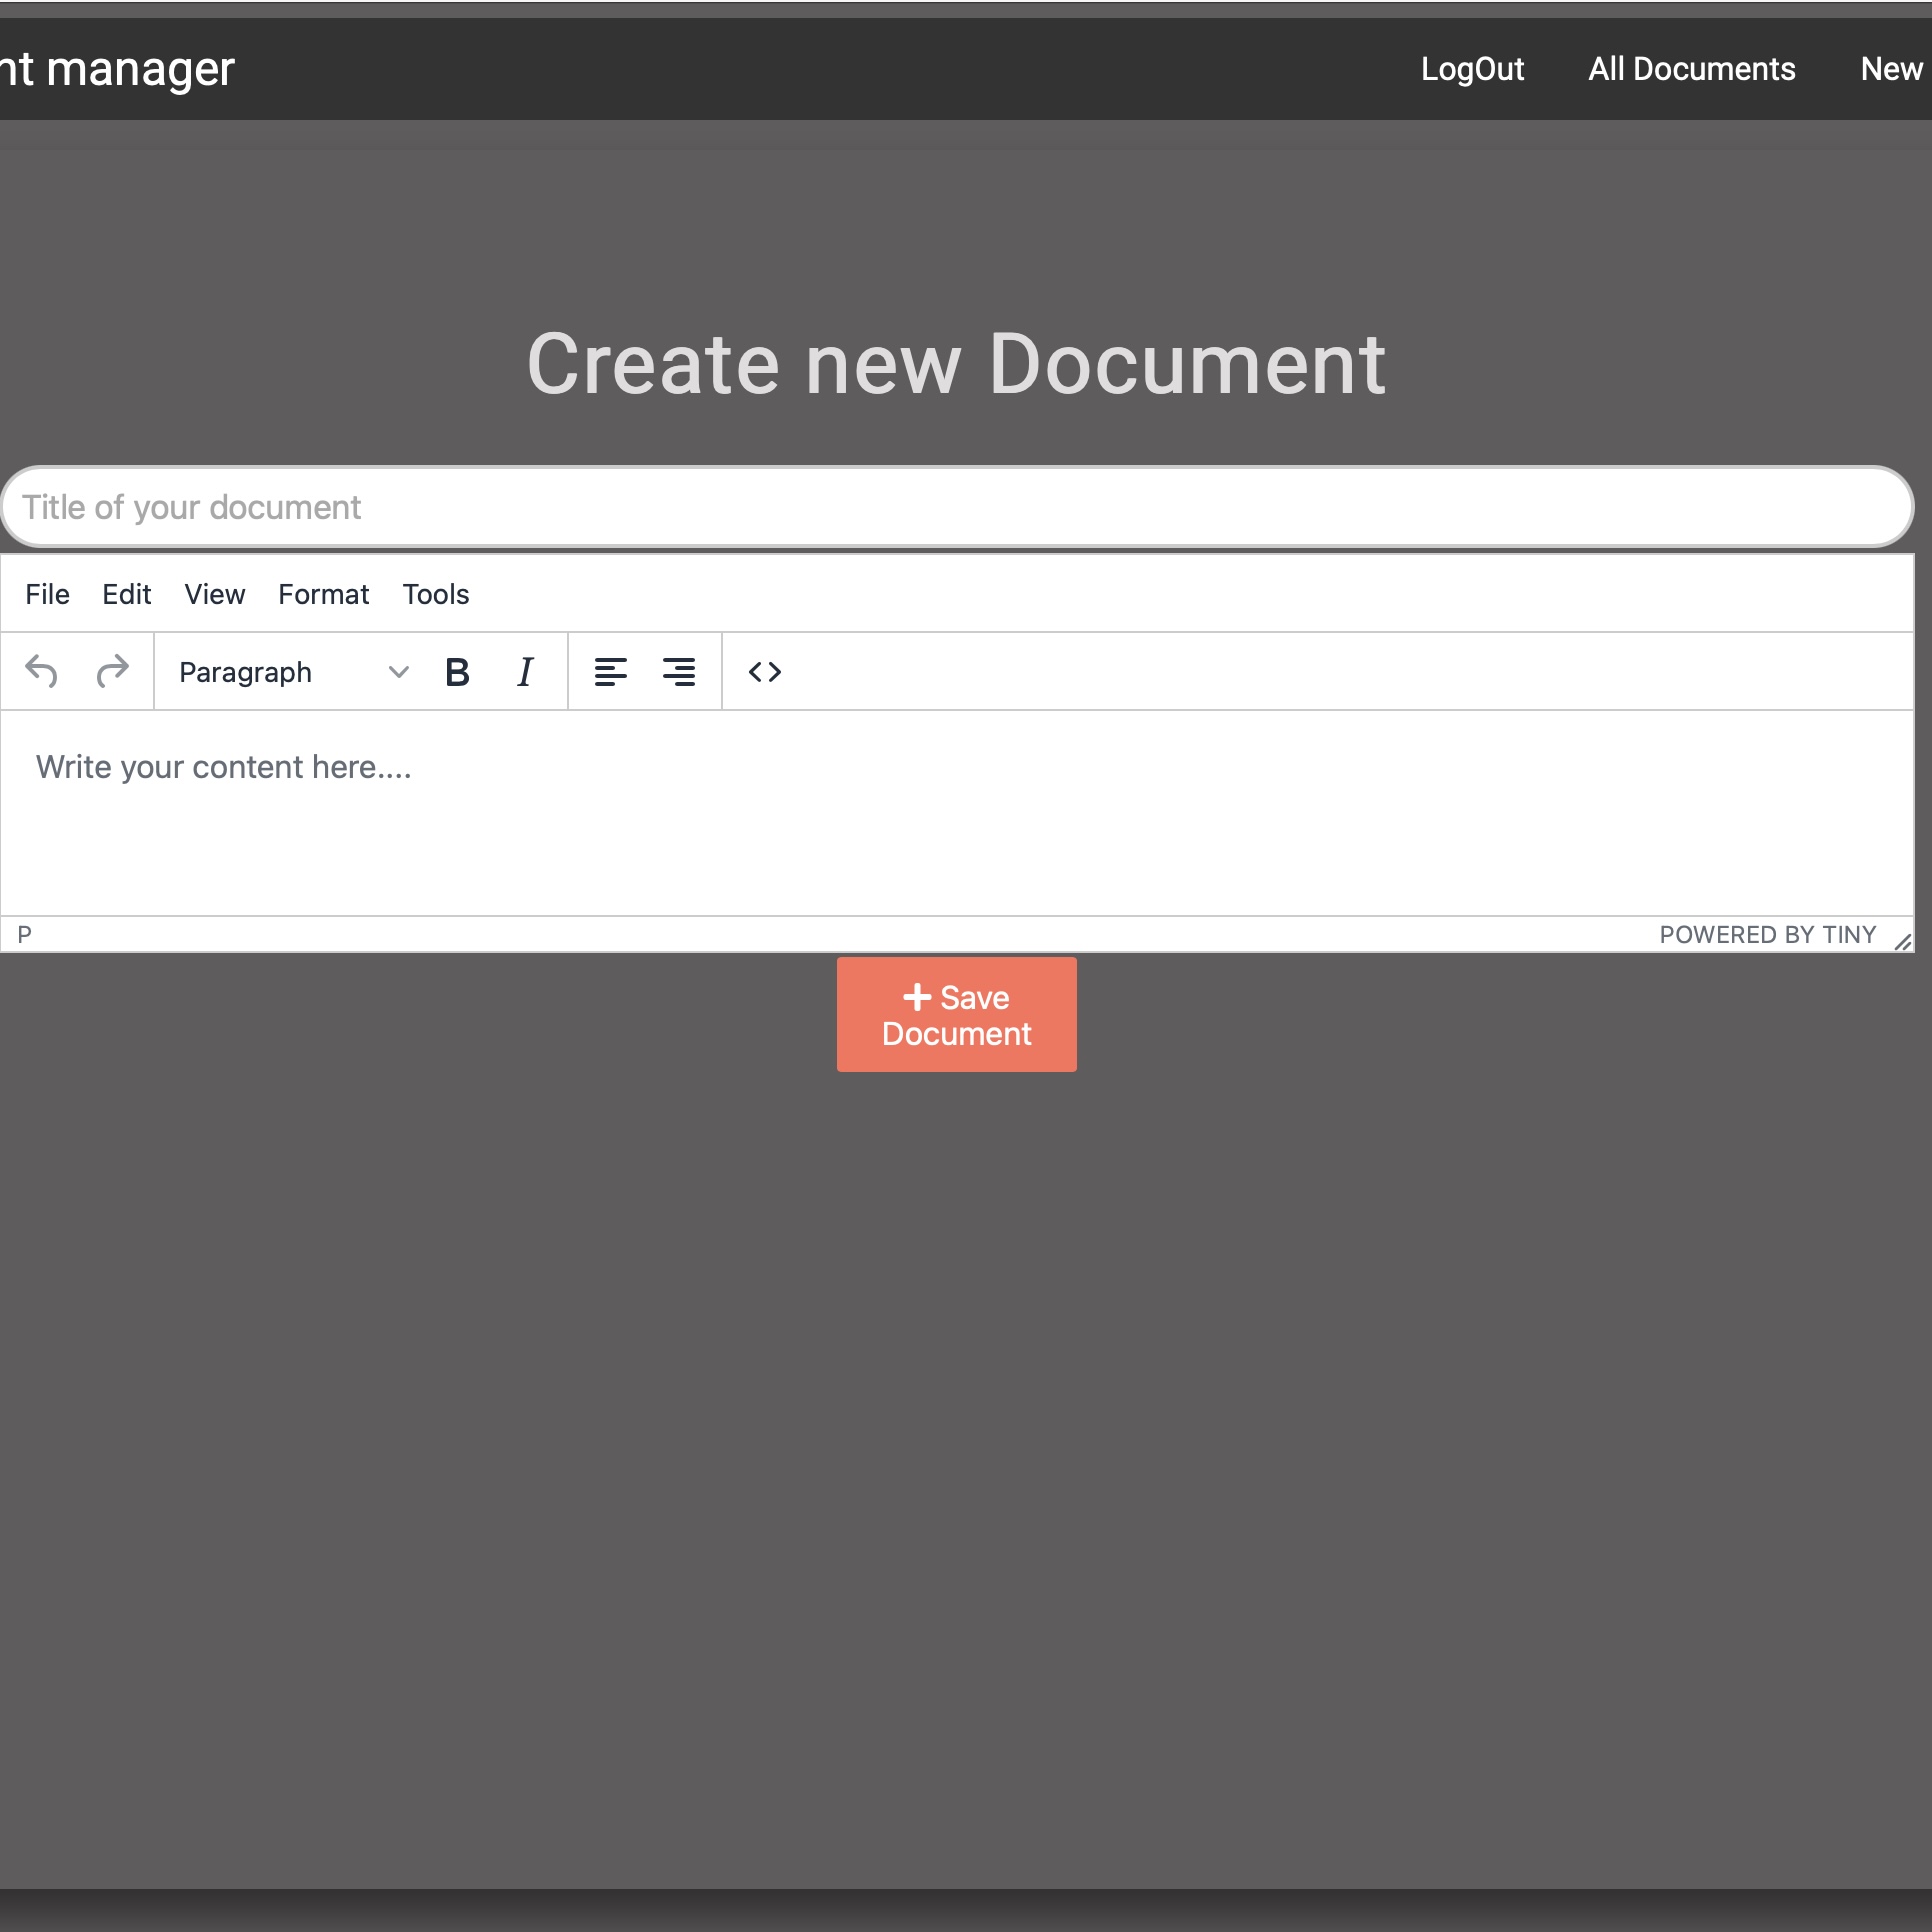 nt manager LogOut All Documents New
Create new Document
Title of your document
File Edit View Format Tools
Paragraph B I
Write your content here....
P POWERED BY TINY
Save
Document